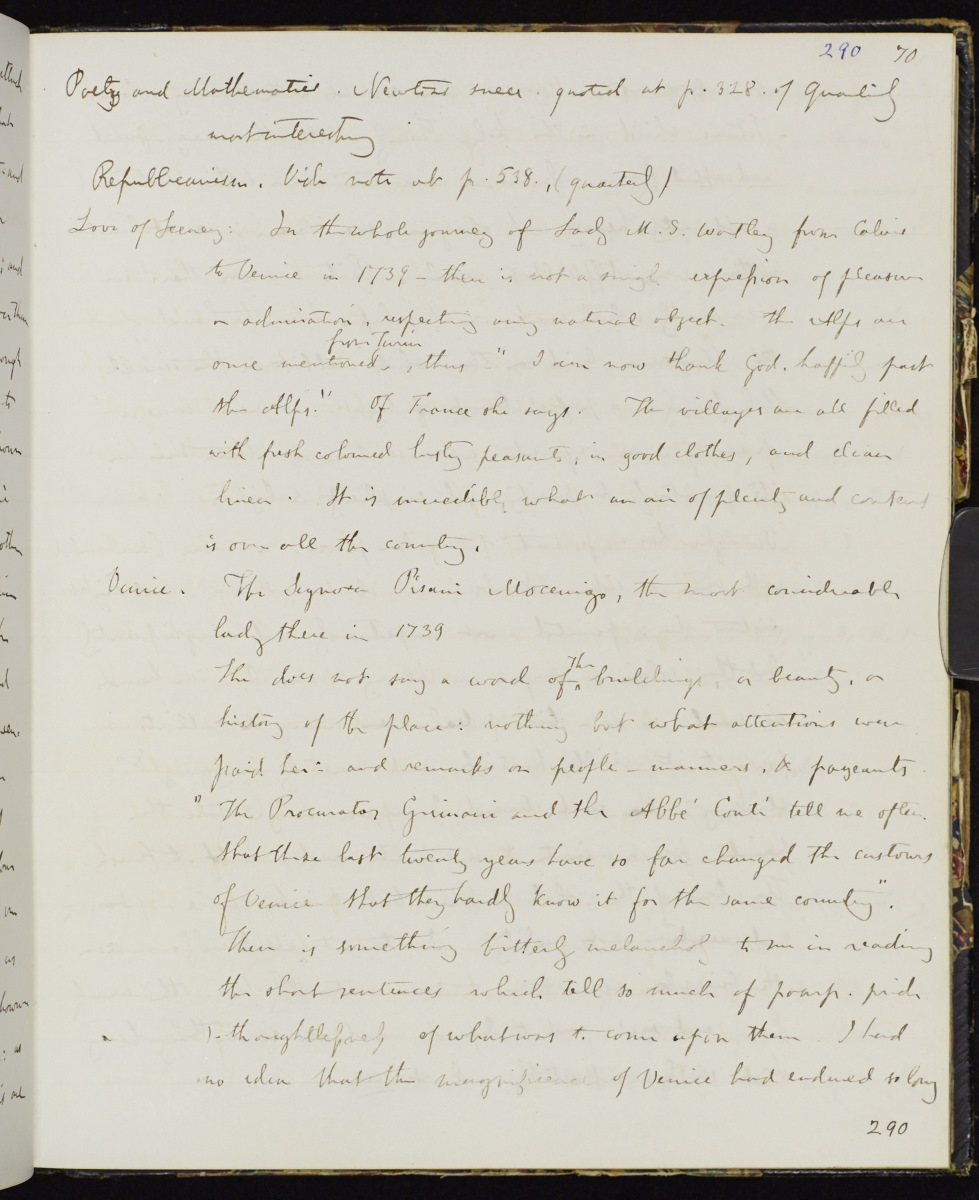 290 70
Poetry and Mathematics. Newtons sneer. quoted at p. 328. of Quarterly
most interesting
Republicanism. Vide note at p. 538., (quarterly)
Love of Scenery: In the whole journey of Lady M. S. Wortley from Calais
to Venice in 1739 - there is not a single expression of pleasure
or admiration, respecting any natural object. The Alps are
from Turin
once mentioned, thus " I am now thank God. happily past
the Alps." Of France she says. The villages are all filled
with fresh coloured lusty peasants, in good clothes, and clean
linen. It is incredible, what an air of plenty and content
is over all the country.
Venice. The Signora Pisani Mocenigo, the most considerable
lady there in 1739
the
She does not say a word of ^ buildings, or beauty, or
history of the place: nothing but what attentions were
paid her: and remarks on people - manners, & pageants
" The Procurator Grimani and the Abbé Conti tell me often.
that these last twenty years have so far changed the customs
of Venice that they hardly know it for the same country".
There is something bitterly melancholy to me in reading
the short sentences which tell so much of pomp. pride
thoughtlessness of what was to come upon them. I had
no idea that the magnificence of Venice had endured so long
290